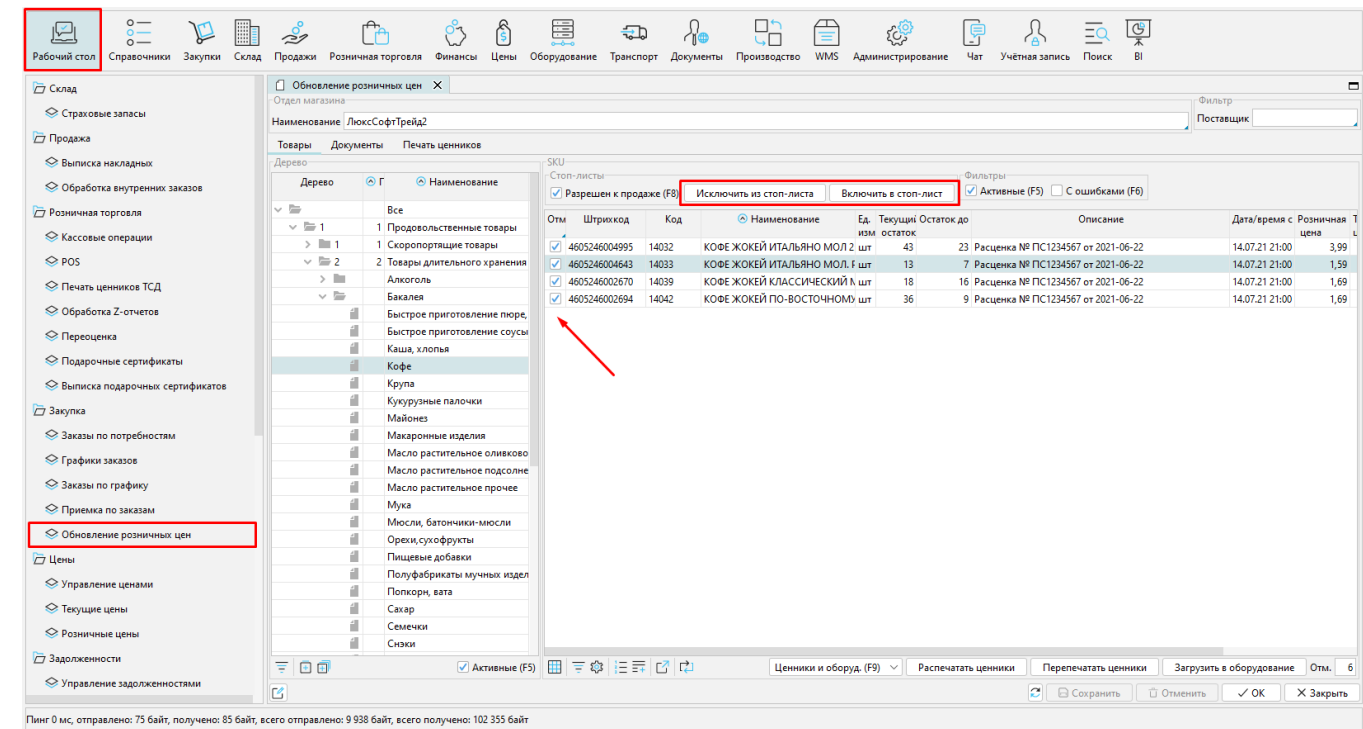 Рабочий стол Справочники Закупки Склад Продажи Розничная торговля Финансы Цены Оборудование Транспорт Документы Производство WMS Администрирование Чат Учётная запись Поиск BI
Склад
Страховые запасы
Продажа
Выписка накладных
Обработка внутренних заказов
Розничная торговля
Кассовые операции
POS
Печать ценников ТСД
Обработка Z-отчетов
Переоценка
Подарочные сертификаты
Выписка подарочных сертификатов
Закупка
Заказы по потребностям
Графики заказов
Заказы по графику
Приемка по заказам
Обновление розничных цен
Цены
Управление ценами
Текущие цены
Розничные цены
Задолженности
Управление задолженностями
Обновление розничных цен X
Отдел магазина
Наименование ЛюксСофтТрейд2
Фильтр
Поставщик
Товары Документы Печать ценников
Дерево
Дерево Г Наименование
Все
1 1 Продовольственные товары
1 1 Скоропортящие товары
2 2 Товары длительного хранения
Алкоголь
Бакалея
Быстрое приготовление пюре,
Быстрое приготовление соусы
Каша, хлопья
Кофе
Крупа
Кукурузные палочки
Майонез
Макаронные изделия
Масло растительное оливково
Масло растительное подсолне
Масло растительное прочее
Мука
Мюсли, батончики-мюсли
Орехи,сухофрукты
Пищевые добавки
Полуфабрикаты мучных издел
Попкорн, вата
Сахар
Семечки
Снэки
Активные (F5)
SKU
Стоп-листы
Разрешен к продаже (F8) Исключить из стоп-листа Включить в стоп-лист
Фильтры
Активные (F5) С ошибками (F6)
Отм Штрихкод Код Наименование Ед. изм Текущий остаток Остаток до Описание Дата/время с Розничная цена
4605246004995 14032 КОФЕ ЖОКЕЙ ИТАЛЬЯНО МОЛ 2 шт 43 23 Расценка № ПС1234567 от 2021-06-22 14.07.21 21:00 3,99
4605246004643 14033 КОФЕ ЖОКЕЙ ИТАЛЬЯНО МОЛ. шт 13 7 Расценка № ПС1234567 от 2021-06-22 14.07.21 21:00 1,59
4605246002670 14039 КОФЕ ЖОКЕЙ КЛАССИЧЕСКИЙ шт 18 16 Расценка № ПС1234567 от 2021-06-22 14.07.21 21:00 1,69
4605246002694 14042 КОФЕ ЖОКЕЙ ПО-ВОСТОЧНОМУ шт 36 9 Расценка № ПС1234567 от 2021-06-22 14.07.21 21:00 1,69
Ценники и оборуд. (F9) Распечатать ценники Перепечатать ценники Загрузить в оборудование Отм. 6
Сохранить Отменить OK Закрыть
Пинг 0 мс, отправлено: 75 байт, получено: 85 байт, всего отправлено: 9 938 байт, всего получено: 102 355 байт